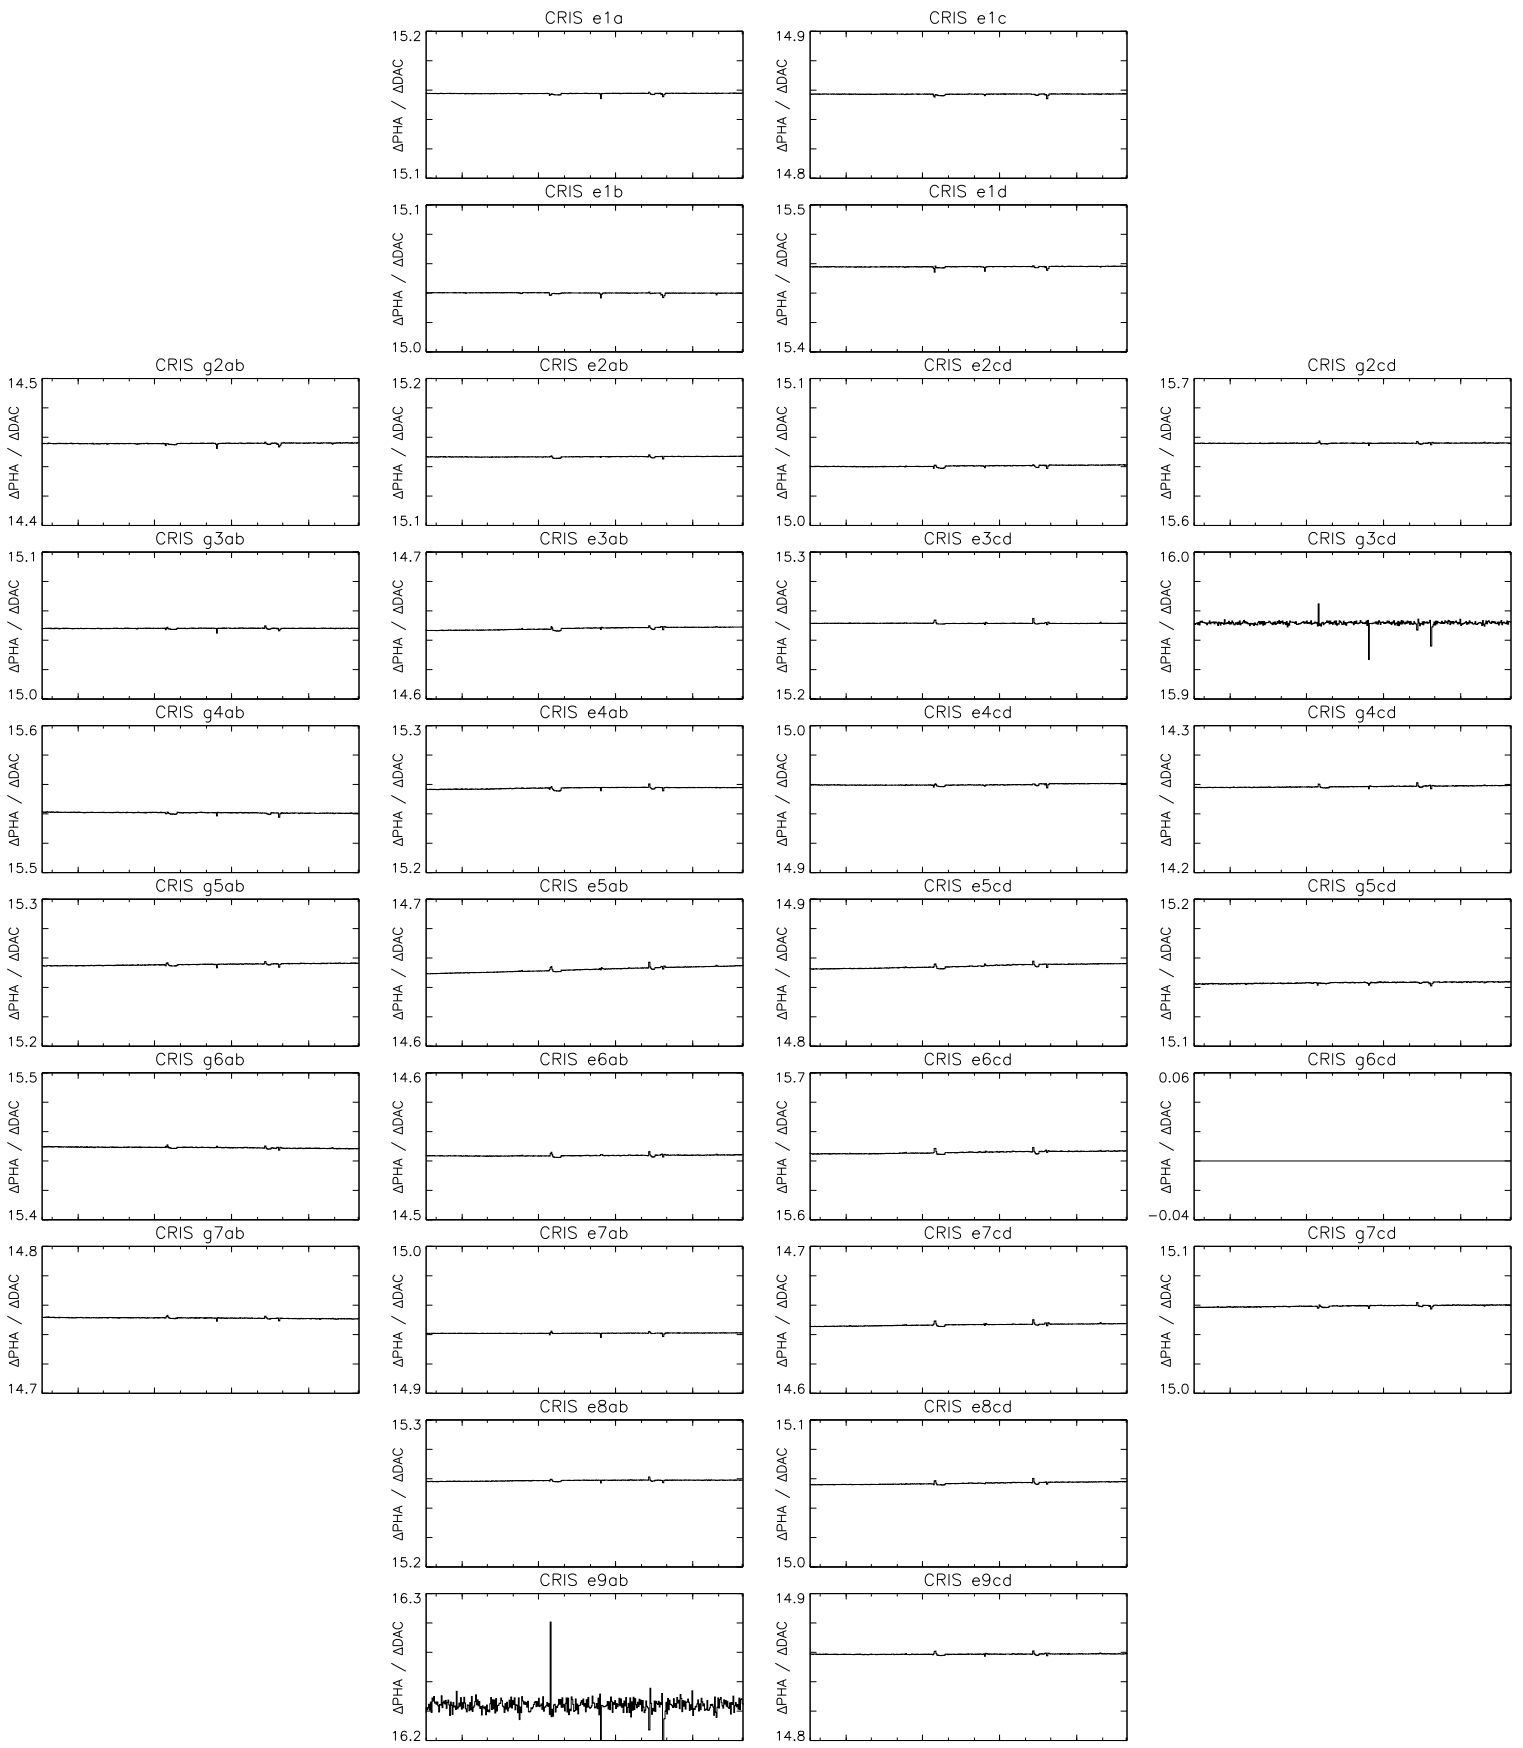 CRIS e1a
15.2
ΔPHA / ΔDAC
15.1
CRIS e1c
14.9
ΔPHA / ΔDAC
14.8
CRIS e1b
15.1
ΔPHA / ΔDAC
15.0
CRIS e1d
15.5
ΔPHA / ΔDAC
15.4
CRIS g2ab
14.5
ΔPHA / ΔDAC
14.4
CRIS e2ab
15.2
ΔPHA / ΔDAC
15.1
CRIS e2cd
15.1
ΔPHA / ΔDAC
15.0
CRIS g2cd
15.7
ΔPHA / ΔDAC
15.6
CRIS g3ab
15.1
ΔPHA / ΔDAC
15.0
CRIS e3ab
14.7
ΔPHA / ΔDAC
14.6
CRIS e3cd
15.3
ΔPHA / ΔDAC
15.2
CRIS g3cd
16.0
ΔPHA / ΔDAC
15.9
CRIS g4ab
15.6
ΔPHA / ΔDAC
15.5
CRIS e4ab
15.3
ΔPHA / ΔDAC
15.2
CRIS e4cd
15.0
ΔPHA / ΔDAC
14.9
CRIS g4cd
14.3
ΔPHA / ΔDAC
14.2
CRIS g5ab
15.3
ΔPHA / ΔDAC
15.2
CRIS e5ab
14.7
ΔPHA / ΔDAC
14.6
CRIS e5cd
14.9
ΔPHA / ΔDAC
14.8
CRIS g5cd
15.2
ΔPHA / ΔDAC
15.1
CRIS g6ab
15.5
ΔPHA / ΔDAC
15.4
CRIS e6ab
14.6
ΔPHA / ΔDAC
14.5
CRIS e6cd
15.7
ΔPHA / ΔDAC
15.6
CRIS g6cd
0.06
ΔPHA / ΔDAC
−0.04
CRIS g7ab
14.8
ΔPHA / ΔDAC
14.7
CRIS e7ab
15.0
ΔPHA / ΔDAC
14.9
CRIS e7cd
14.7
ΔPHA / ΔDAC
14.6
CRIS g7cd
15.1
ΔPHA / ΔDAC
15.0
CRIS e8ab
15.3
ΔPHA / ΔDAC
15.2
CRIS e8cd
15.1
ΔPHA / ΔDAC
15.0
CRIS e9ab
16.3
ΔPHA / ΔDAC
16.2
CRIS e9cd
14.9
ΔPHA / ΔDAC
14.8